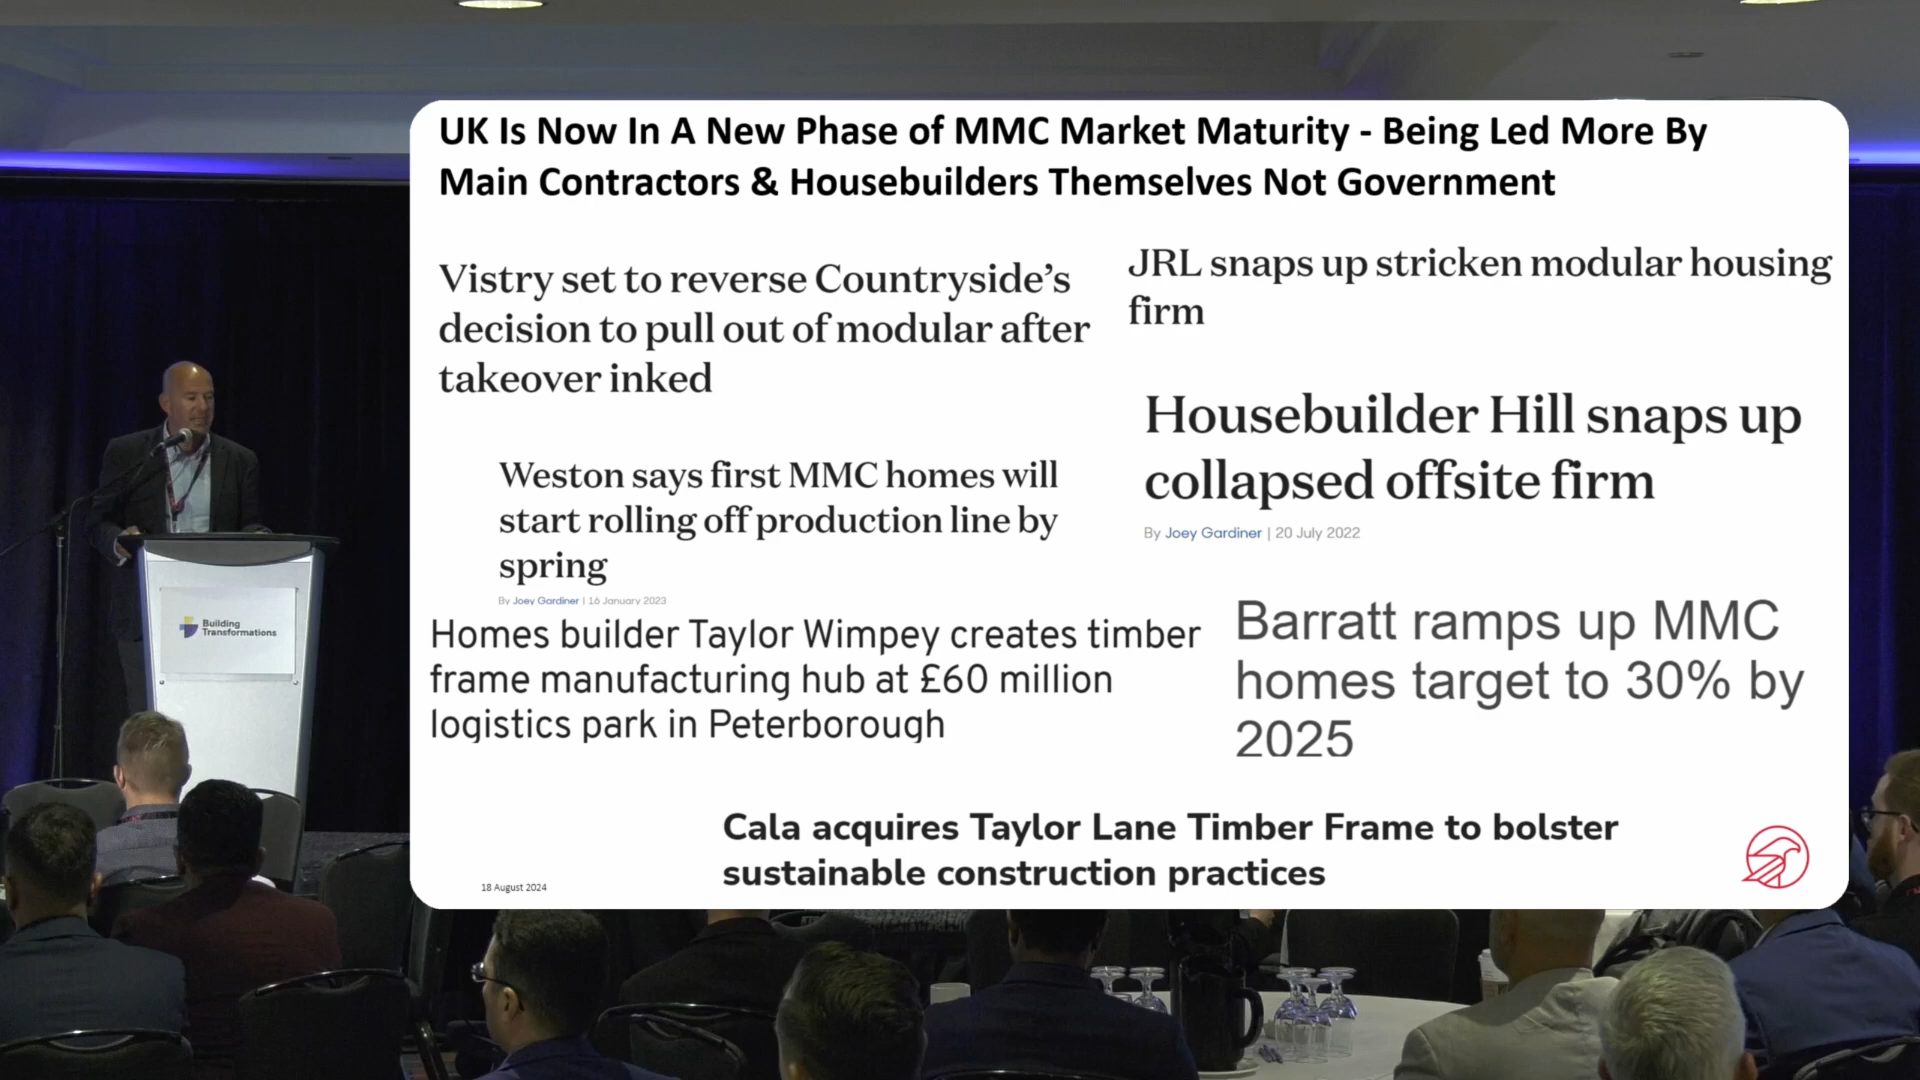 UK Is Now In A New Phase of MMC Market Maturity - Being Led More By
Main Contractors & Housebuilders Themselves Not Government
Vistry set to reverse Countryside's
decision to pull out of modular after
takeover inked
JRL snaps up stricken modular housing
firm
Housebuilder Hill snaps up
collapsed offsite firm
By Joey Gardiner | 20 July 2022
Weston says first MMC homes will
start rolling off production line by
spring
By Joey Gardiner | 16 January 2023
Homes builder Taylor Wimpey creates timber
frame manufacturing hub at £60 million
logistics park in Peterborough
Barratt ramps up MMC
homes target to 30% by
2025
Cala acquires Taylor Lane Timber Frame to bolster
sustainable construction practices
18 August 2024
Building
Transformations